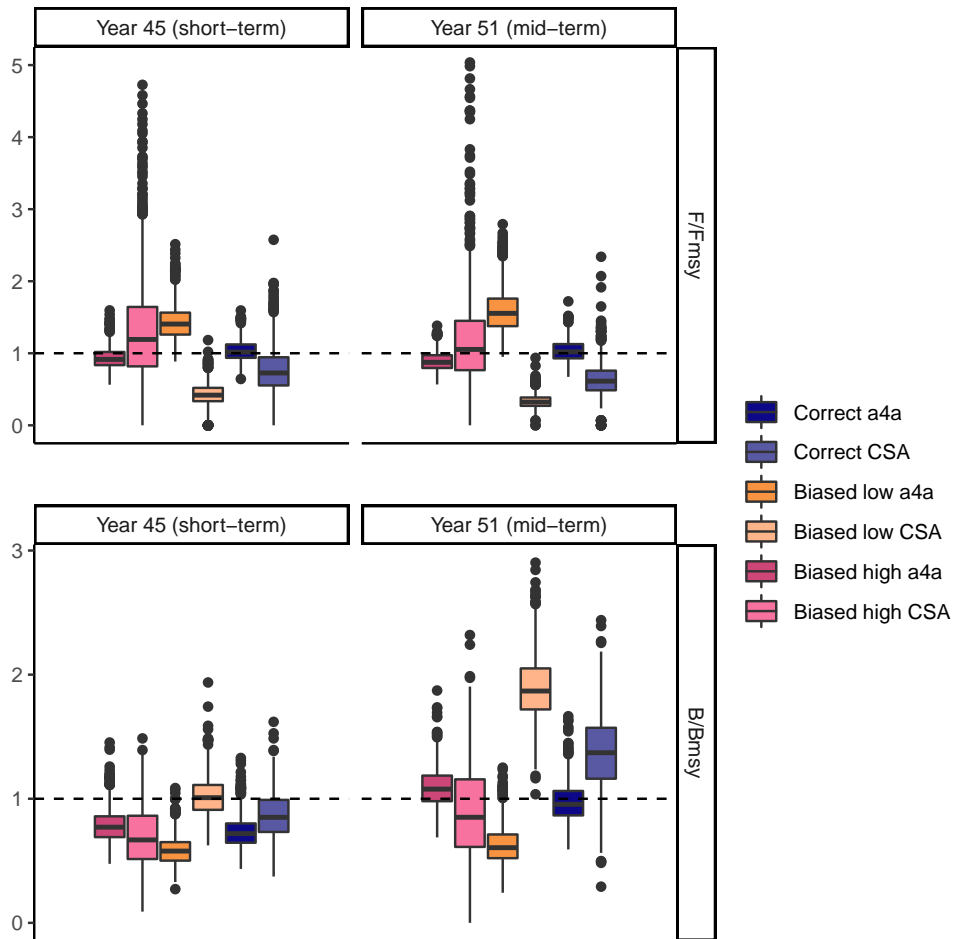 Year 45 (short−term)
Year 51 (mid−term)
5
4
3
2
1
0
F/Fmsy
Correct a4a
Correct CSA
Biased low a4a
Biased low CSA
Biased high a4a
Biased high CSA
Year 45 (short−term)
Year 51 (mid−term)
3
2
1
0
B/Bmsy